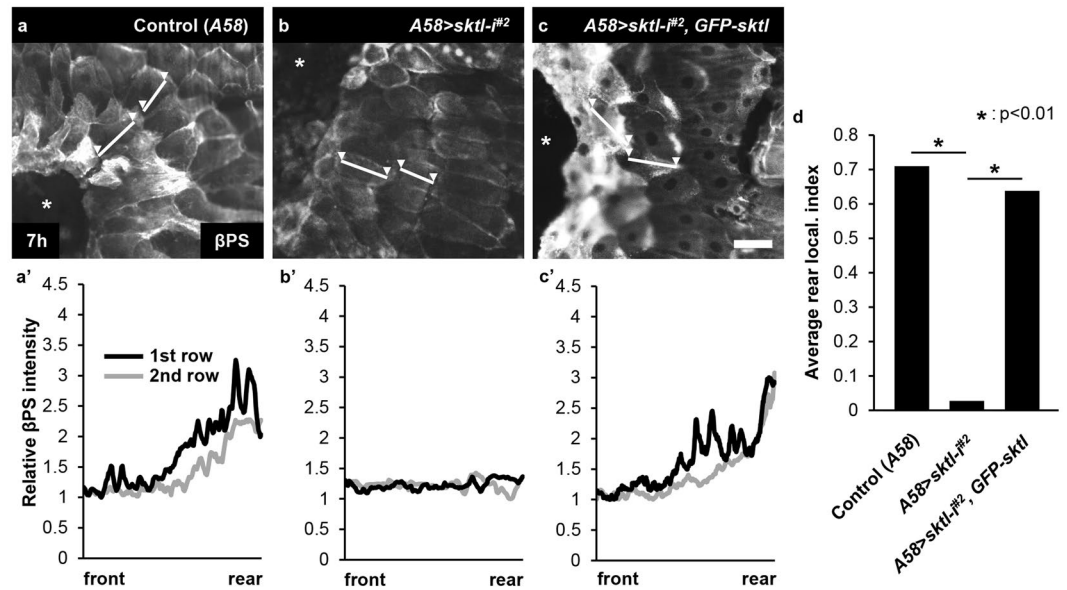 a Control (A58)
b A58>sktl-i#2
c A58>sktl-i#2, GFP-sktl
*
*
*
7h βPS
a’
b’
c’
Relative βPS intensity
4.5
4
3.5
3
2.5
2
1.5
1
0.5
0
1st row
2nd row
front rear
4.5
4
3.5
3
2.5
2
1.5
1
0.5
0
front rear
4.5
4
3.5
3
2.5
2
1.5
1
0.5
0
front rear
d
* : p<0.01
Average rear local. index
0.8
0.7
0.6
0.5
0.4
0.3
0.2
0.1
0
*
*
Control (A58)
A58>sktl-i#2
A58>sktl-i#2, GFP-sktl